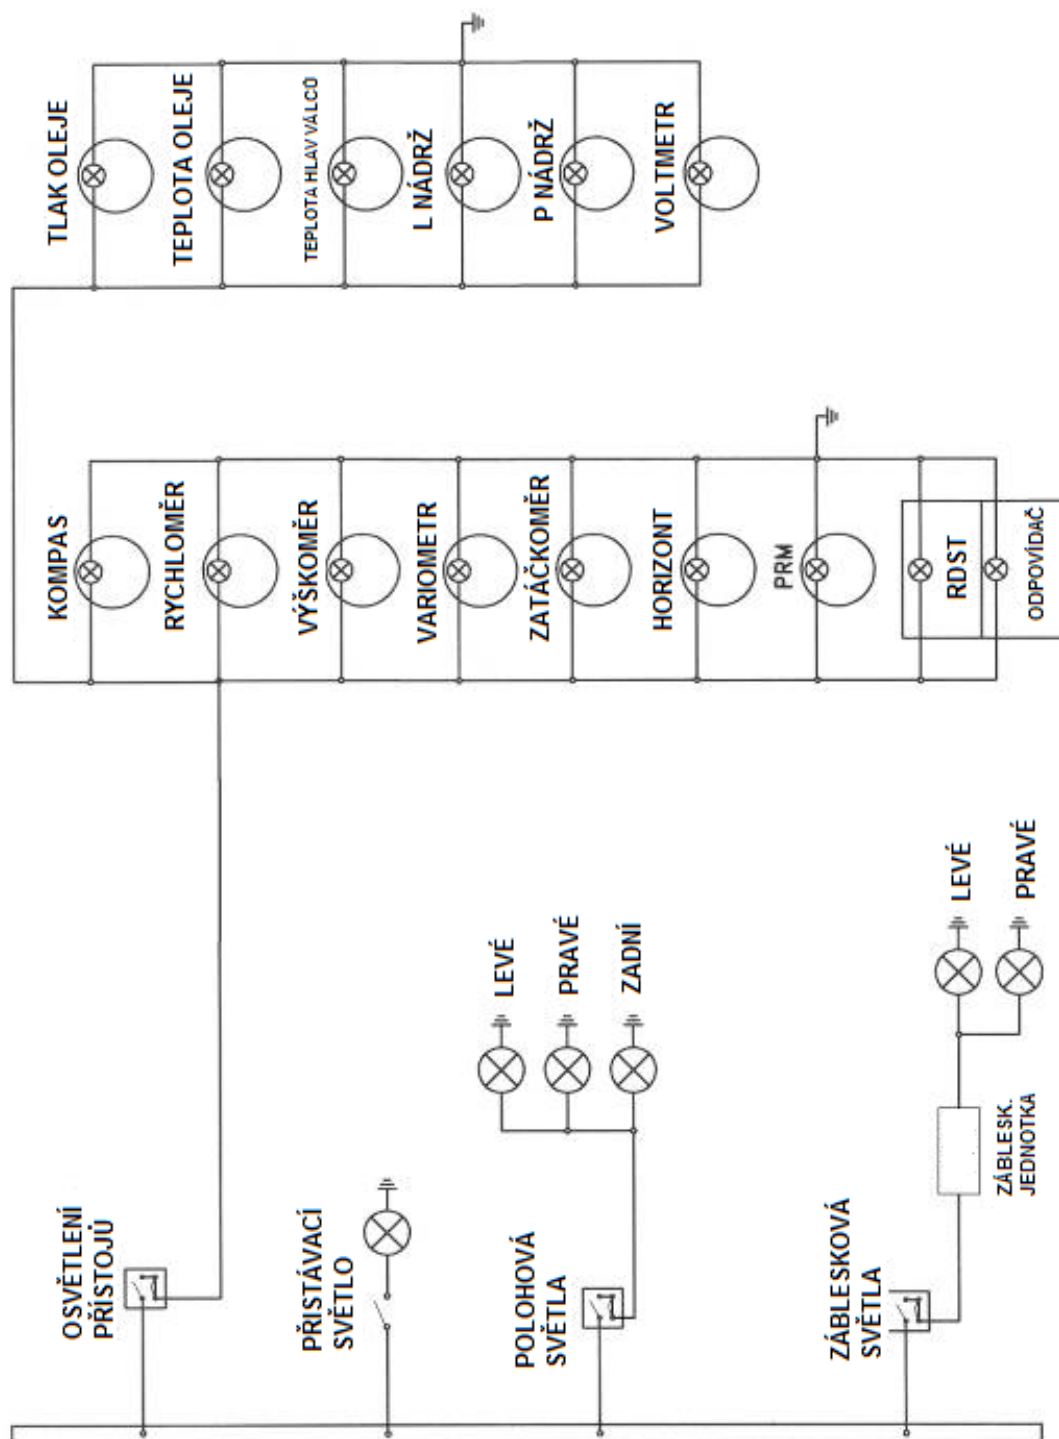 TLAK OLEJE
TEPLOTA OLEJE
TEPLOTA HLAV VÁLCŮ
L NÁDRŽ
P NÁDRŽ
VOLTMETR
KOMPAS
RYCHLOMĚR
VÝŠKOMĚR
VARIOMETR
ZATÁČKOMĚR
HORIZONT
PRM
RDST
ODPOVÍDAČ
OSVĚTLENÍ
PŘÍSTOJŮ
PŘISTÁVACÍ
SVĚTLO
POLOHOVÁ
SVĚTLA
LEVÉ
PRAVÉ
ZADNÍ
ZÁBLESKOVÁ
SVĚTLA
ZÁBLESK.
JEDNOTKA
LEVÉ
PRAVÉ